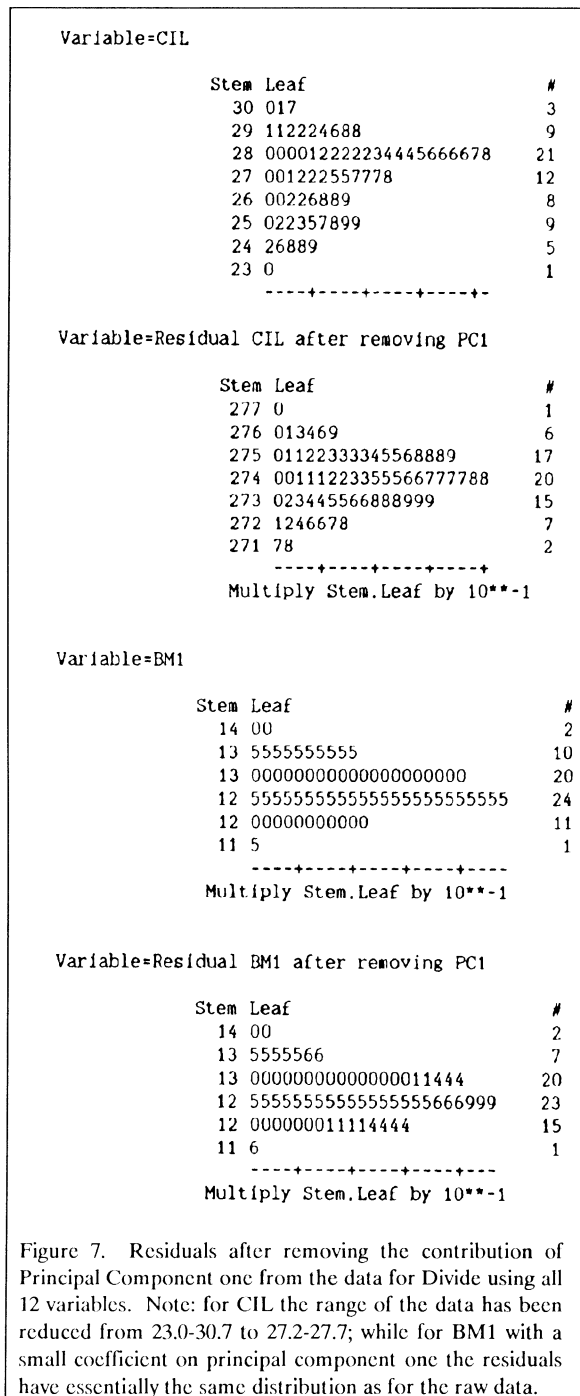 Variable=CIL
Stem Leaf #
30 017 3
29 112224688 9
28 000012222234445666678 21
27 001222557778 12
26 00226889 8
25 022357899 9
24 26889 5
23 0 1
----+----+----+----+-
Variable=Residual CIL after removing PC1
Stem Leaf #
277 0 1
276 013469 6
275 01122333345568889 17
274 00111223355566777788 20
273 023445566888999 15
272 1246678 7
271 78 2
----+----+----+----+
Multiply Stem.Leaf by 10**-1
Variable=BM1
Stem Leaf #
14 00 2
13 5555555555 10
13 00000000000000000000 20
12 555555555555555555555555 24
12 00000000000 11
11 5 1
----+----+----+----+----
Multiply Stem.Leaf by 10**-1
Variable=Residual BM1 after removing PC1
Stem Leaf #
14 00 2
13 5555566 7
13 00000000000000011444 20
12 55555555555555555666999 23
12 000000011114444 15
11 6 1
----+----+----+----+---
Multiply Stem.Leaf by 10**-1
Figure 7. Residuals after removing the contribution of
Principal Component one from the data for Divide using all
12 variables. Note: for CIL the range of the data has been
reduced from 23.0-30.7 to 27.2-27.7; while for BM1 with a
small coefficient on principal component one the residuals
have essentially the same distribution as for the raw data.